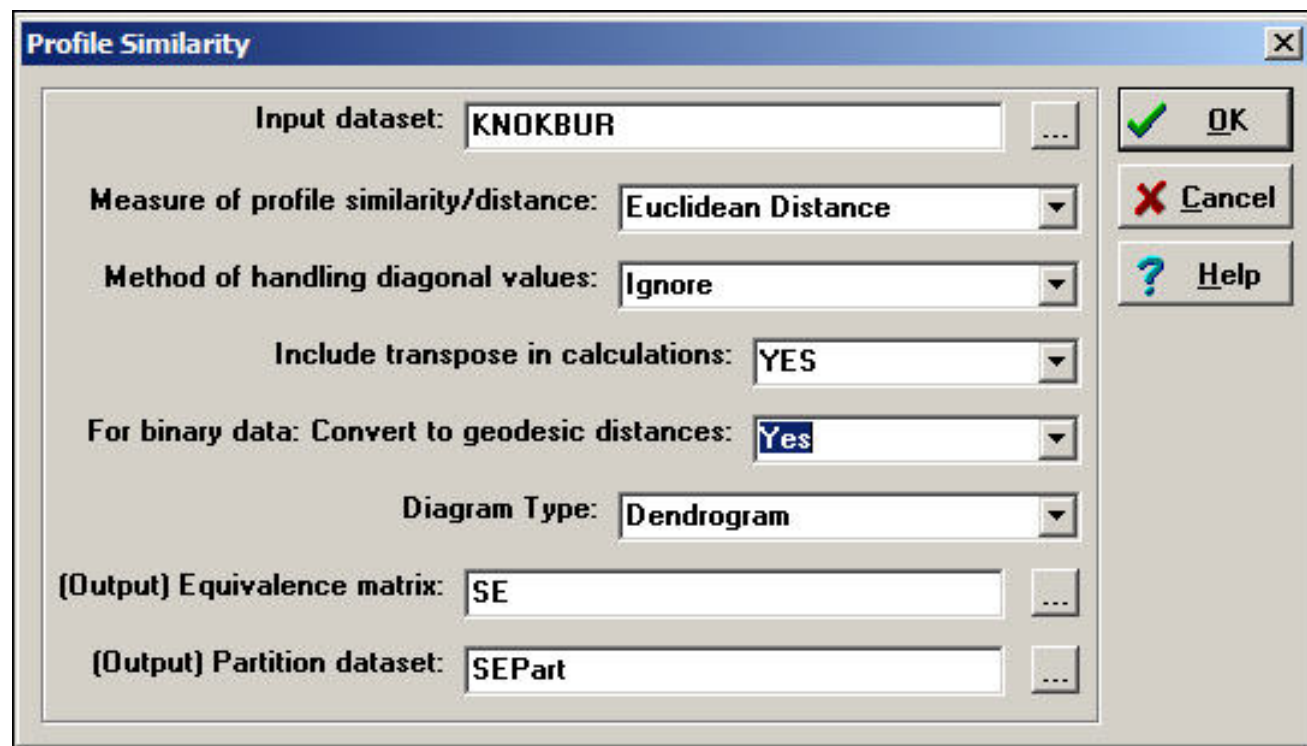 Profile Similarity
Input dataset: KNOKBUR ...
OK
Measure of profile similarity/distance: Euclidean Distance
Cancel
Method of handling diagonal values: Ignore
Help
Include transpose in calculations: YES
For binary data: Convert to geodesic distances: Yes
Diagram Type: Dendrogram
(Output) Equivalence matrix: SE ...
(Output) Partition dataset: SEPart ...